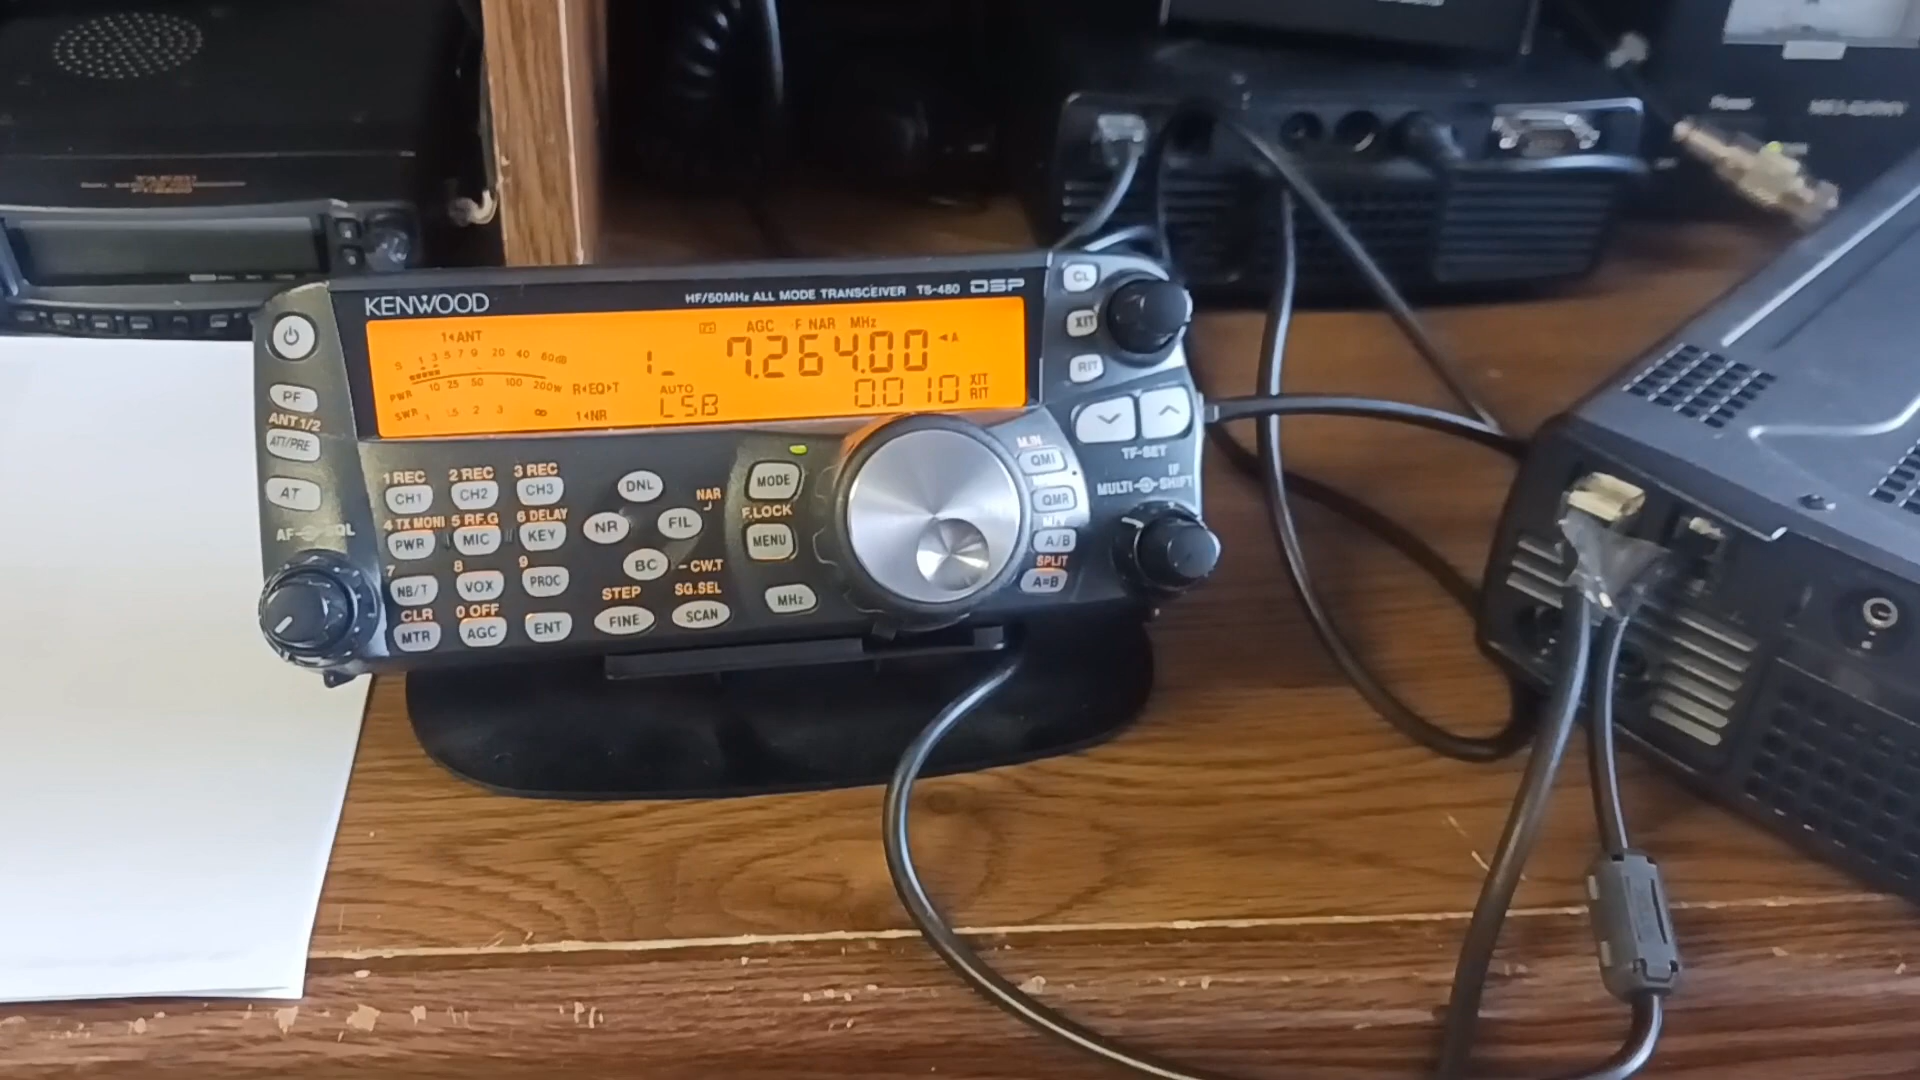 KENWOOD
HF/50MHz ALL MODE TRANSCEIVER TS-480 DSP
1◄ANT
AGC F NAR MHz
S 1 3 5 7 9 20 40 60dB
7.264.00 ◄A
PWR 10 25 50 100 200W
R◄EQ►T
AUTO
0.010 XIT
RIT
SWR 1 1.5 2 3 ∞
1◄NR
LSB
CL
XIT
RIT
PF
ANT 1/2
ATT/PRE
AT
AF SQL
1 REC 2 REC 3 REC
CH1 CH2 CH3
4 TX MONI 5 RF.G 6 DELAY
PWR MIC KEY
7 8 9
NB/T VOX PROC
CLR 0 OFF
MTR AGC ENT
DNL
NAR
NR FIL
BC CW.T
STEP SG.SEL
FINE SCAN
MODE
F.LOCK
MENU
MHz
M.IN
QMI
QMR
A/B
SPLIT
A=B
TF-SET
IF
MULTI SHIFT